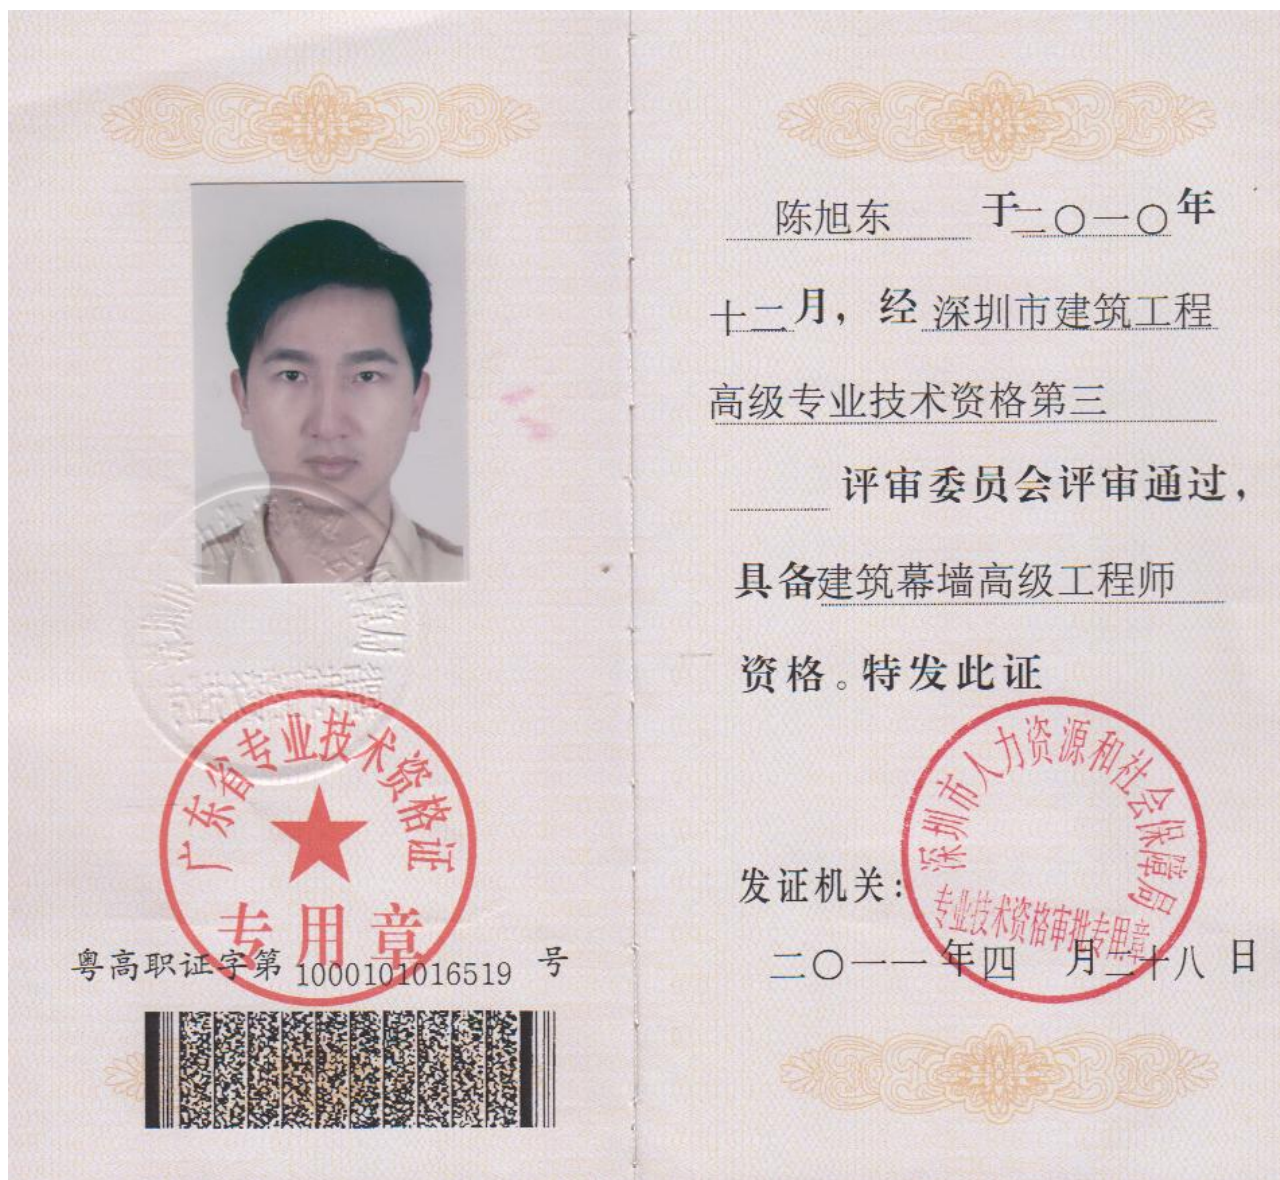 广东省专业技术资格证
专用章
粤高职证字第 1000101016519 号
陈旭东 于二〇一〇年
十二月，经深圳市建筑工程
高级专业技术资格第三
评审委员会评审通过，
具备建筑幕墙高级工程师
资格。特发此证
深圳市人力资源和社会保障局
专业技术资格审批专用章
发证机关：
二〇一一年四月二十八日